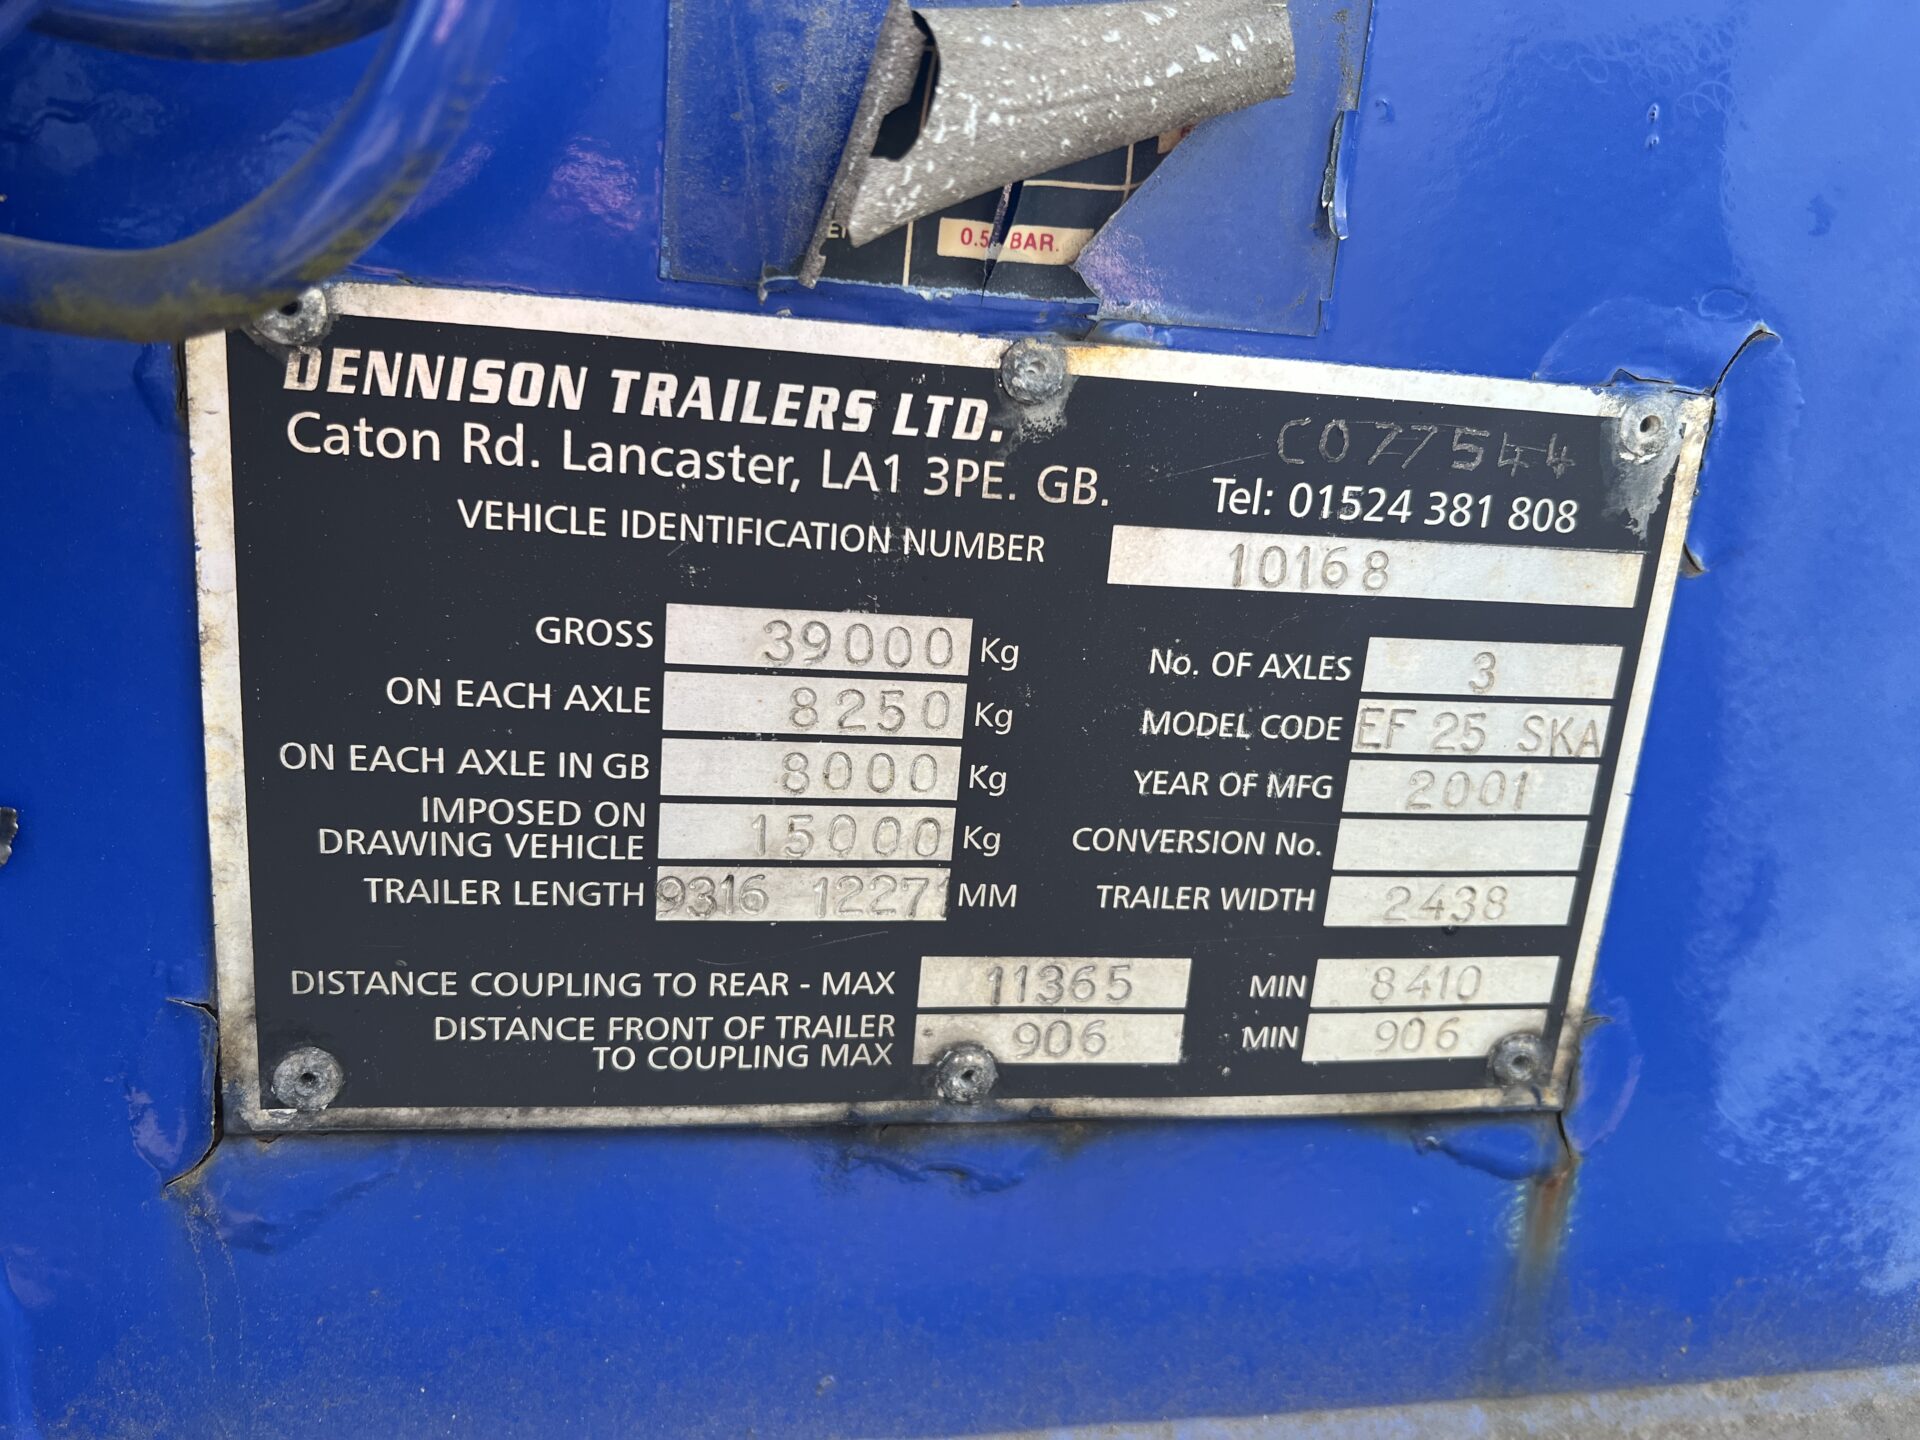 0.5 BAR.
DENNISON TRAILERS LTD.
Caton Rd. Lancaster, LA1 3PE. GB.
C077544
Tel: 01524 381 808
VEHICLE IDENTIFICATION NUMBER 10168
GROSS 39000 Kg
ON EACH AXLE 8250 Kg
ON EACH AXLE IN GB 8000 Kg
IMPOSED ON
DRAWING VEHICLE 15000 Kg
TRAILER LENGTH 9316 12271 MM
No. OF AXLES 3
MODEL CODE EF 25 SKA
YEAR OF MFG 2001
CONVERSION No.
TRAILER WIDTH 2438
DISTANCE COUPLING TO REAR - MAX 11365 MIN 8410
DISTANCE FRONT OF TRAILER
TO COUPLING MAX 906 MIN 906